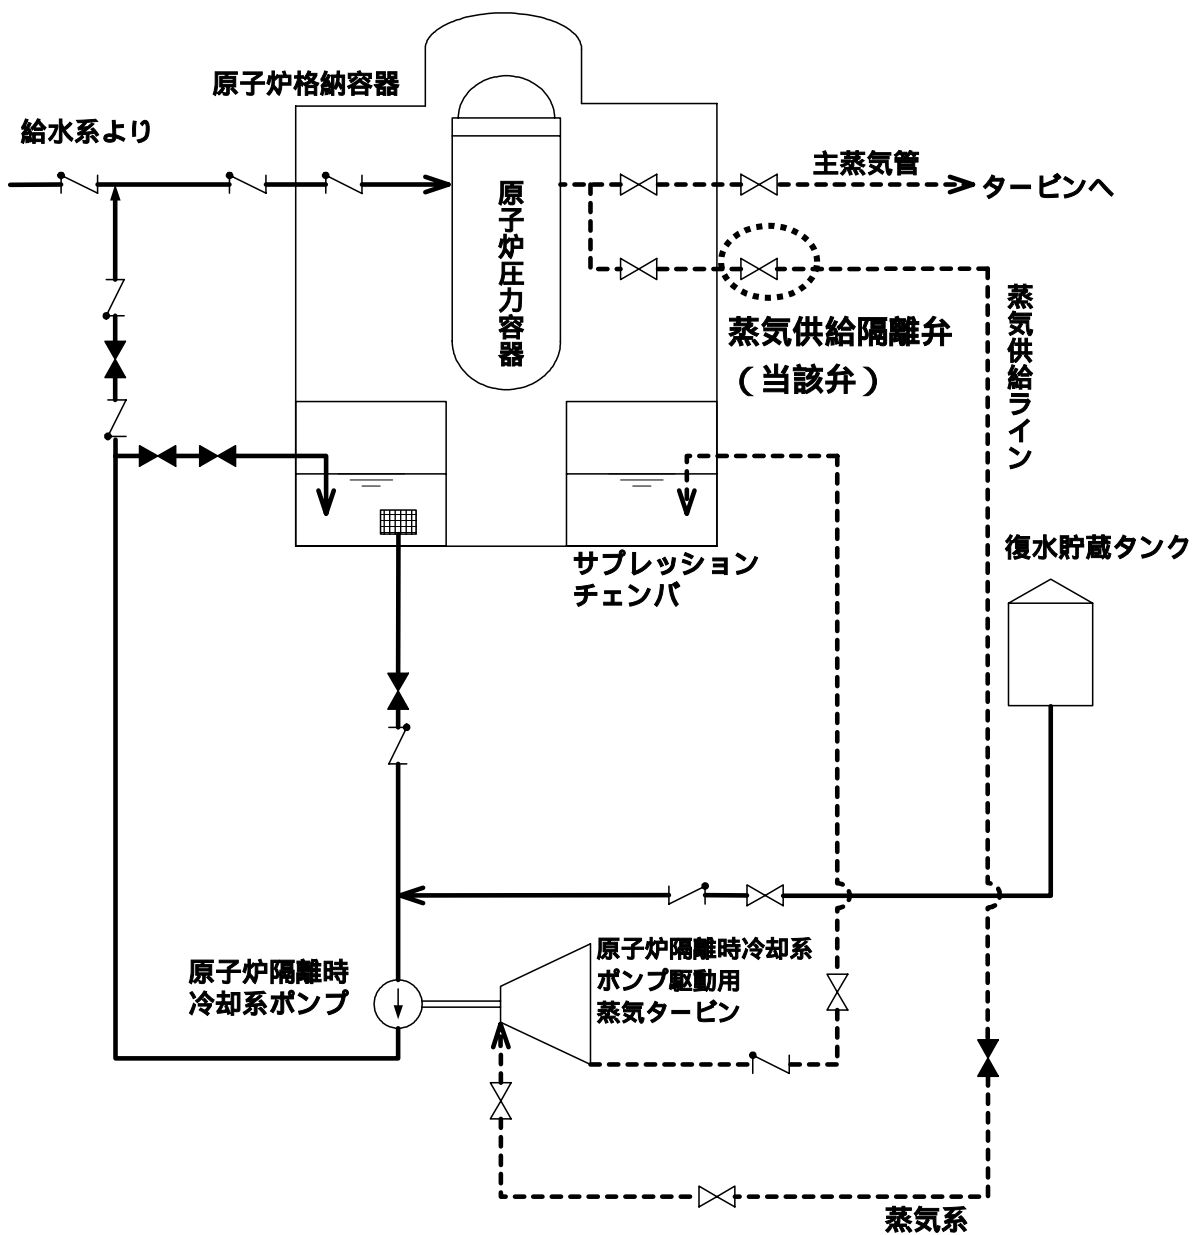 原子炉格納容器
給水系より
主蒸気管
タービンへ
原子炉圧力容器
蒸気供給隔離弁
（当該弁）
蒸気供給ライン
サプレッション
チェンバ
復水貯蔵タンク
原子炉隔離時
冷却系ポンプ
原子炉隔離時冷却系
ポンプ駆動用
蒸気タービン
蒸気系